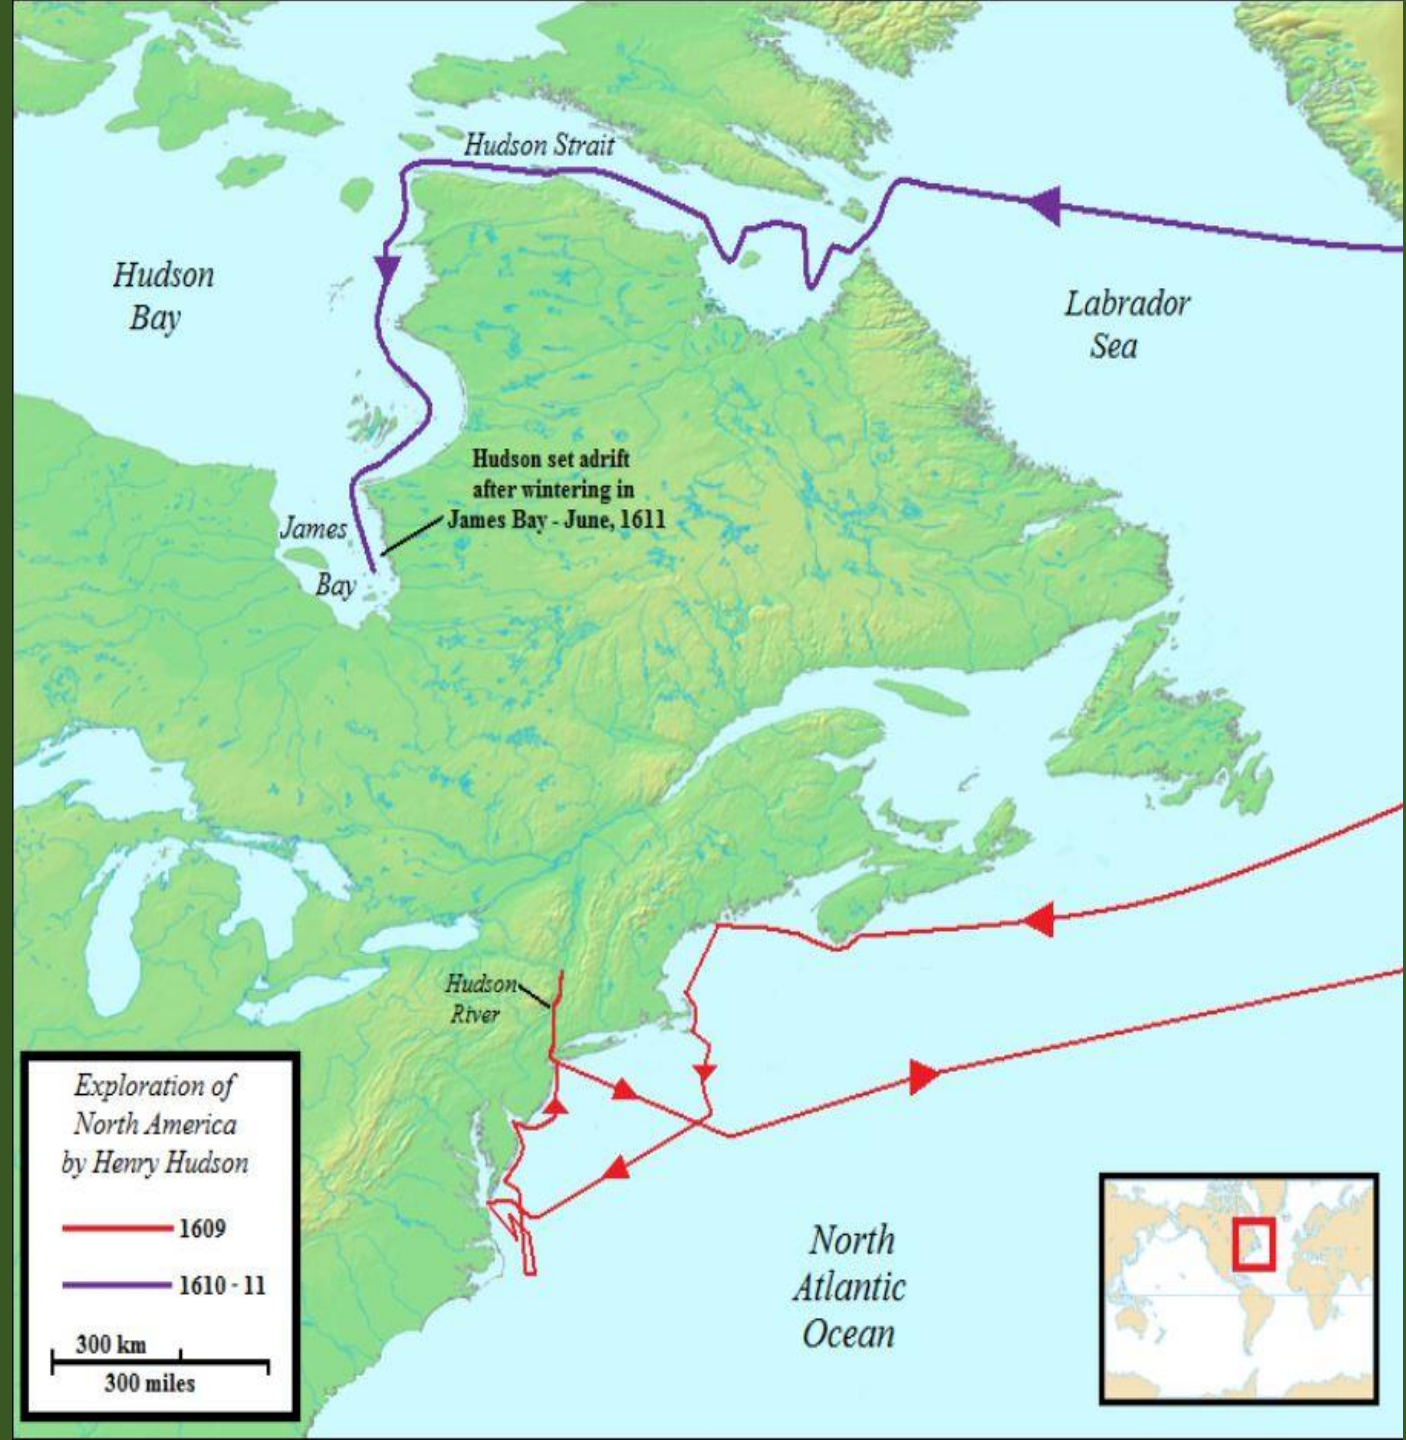 Hudson Strait
Hudson
Bay
Labrador
Sea
Hudson set adrift
after wintering in
James Bay - June, 1611
James
Bay
Hudson
River
Exploration of
North America
by Henry Hudson
1609
1610 - 11
300 km
300 miles
North
Atlantic
Ocean